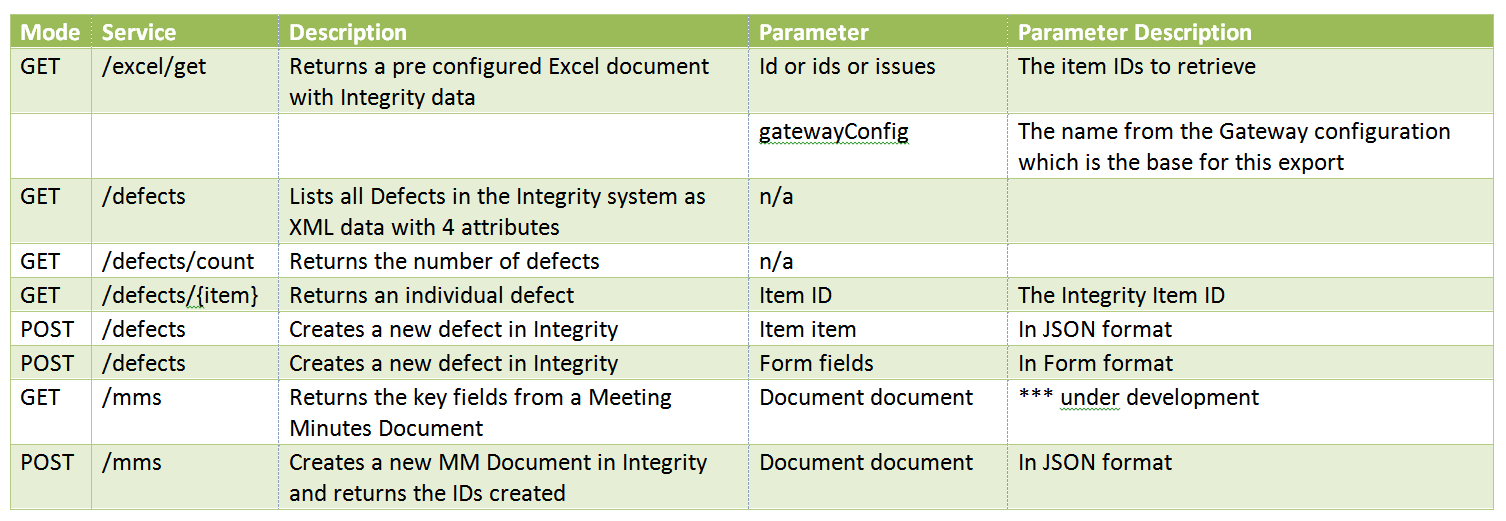 Mode Service Description Parameter Parameter Description
GET /excel/get Returns a pre configured Excel document Id or ids or issues The item IDs to retrieve
with Integrity data
gatewayConfig The name from the Gateway configuration
which is the base for this export
GET /defects Lists all Defects in the Integrity system as n/a
XML data with 4 attributes
GET /defects/count Returns the number of defects n/a
GET /defects/{item} Returns an individual defect Item ID The Integrity Item ID
POST /defects Creates a new defect in Integrity Item item In JSON format
POST /defects Creates a new defect in Integrity Form fields In Form format
GET /mms Returns the key fields from a Meeting Document document *** under development
Minutes Document
POST /mms Creates a new MM Document in Integrity Document document In JSON format
and returns the IDs created